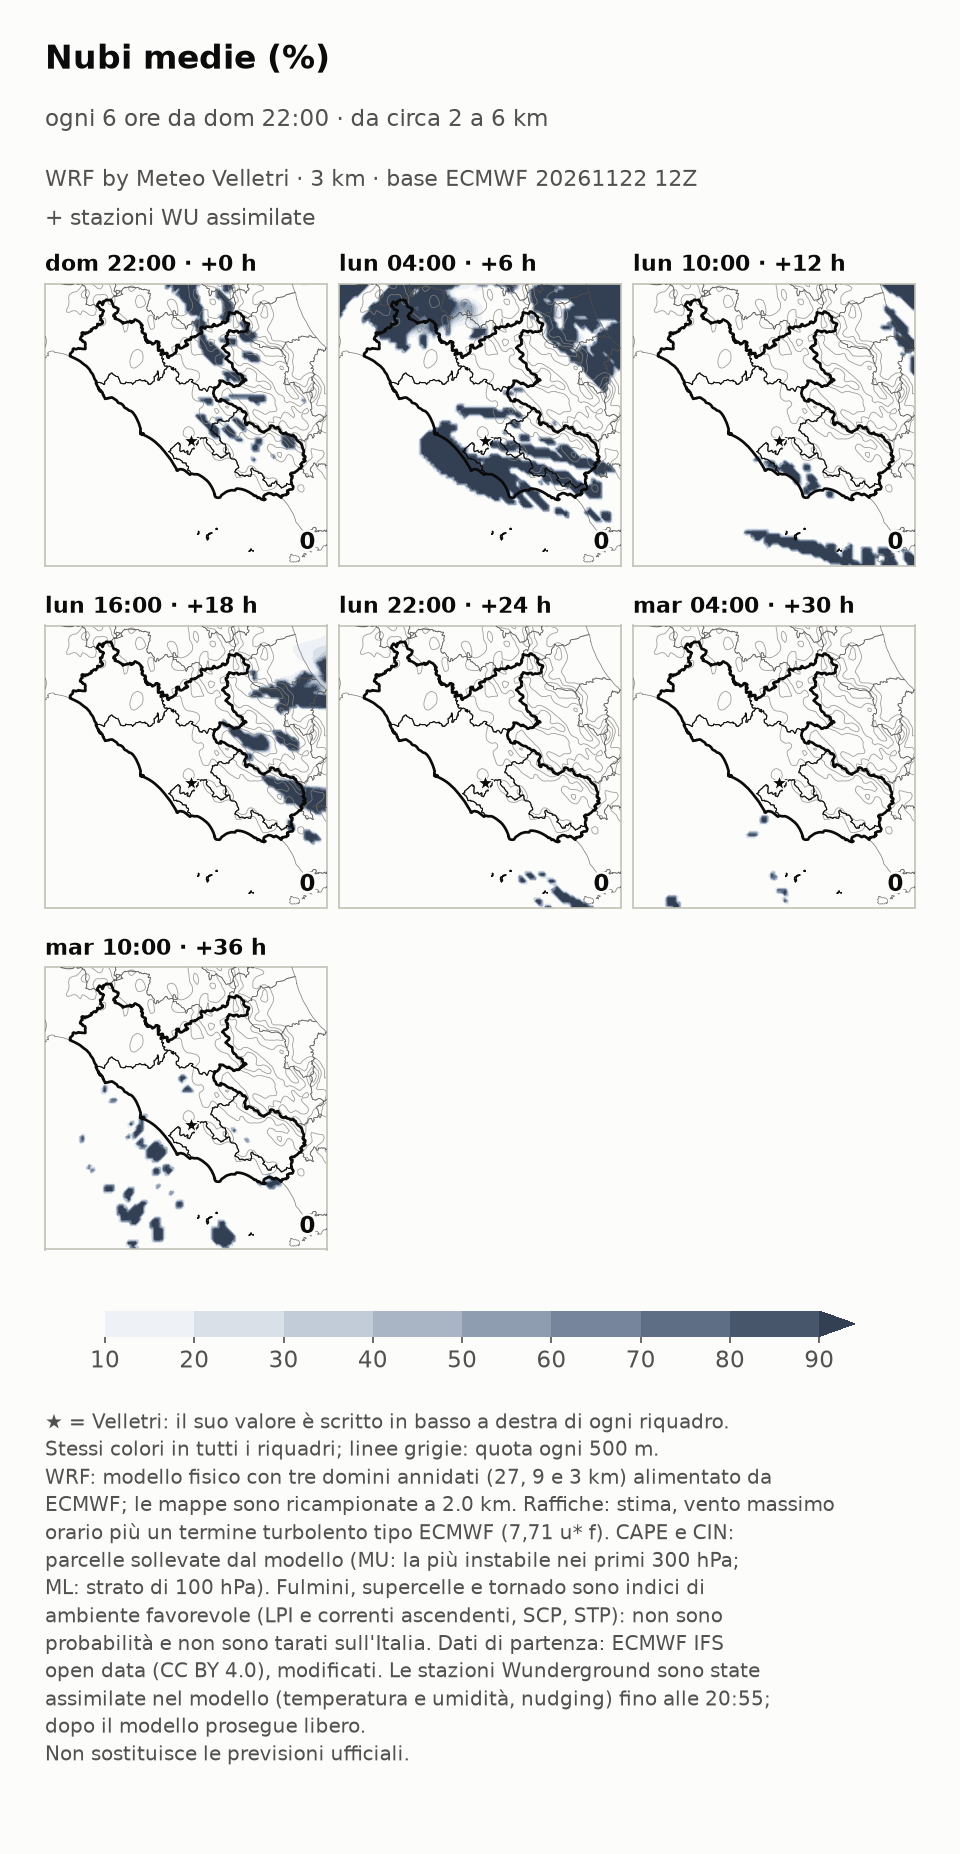 Nubi medie (%)
ogni 6 ore da dom 22:00 · da circa 2 a 6 km
WRF by Meteo Velletri · 3 km · base ECMWF 20261122 12Z
+ stazioni WU assimilate
dom 22:00 · +0 h
0
lun 04:00 · +6 h
0
lun 10:00 · +12 h
0
lun 16:00 · +18 h
0
lun 22:00 · +24 h
0
mar 04:00 · +30 h
0
mar 10:00 · +36 h
0
10 20 30 40 50 60 70 80 90
★ = Velletri: il suo valore è scritto in basso a destra di ogni riquadro.
Stessi colori in tutti i riquadri; linee grigie: quota ogni 500 m.
WRF: modello fisico con tre domini annidati (27, 9 e 3 km) alimentato da
ECMWF; le mappe sono ricampionate a 2.0 km. Raffiche: stima, vento massimo
orario più un termine turbolento tipo ECMWF (7,71 u* f). CAPE e CIN:
parcelle sollevate dal modello (MU: la più instabile nei primi 300 hPa;
ML: strato di 100 hPa). Fulmini, supercelle e tornado sono indici di
ambiente favorevole (LPI e correnti ascendenti, SCP, STP): non sono
probabilità e non sono tarati sull'Italia. Dati di partenza: ECMWF IFS
open data (CC BY 4.0), modificati. Le stazioni Wunderground sono state
assimilate nel modello (temperatura e umidità, nudging) fino alle 20:55;
dopo il modello prosegue libero.
Non sostituisce le previsioni ufficiali.